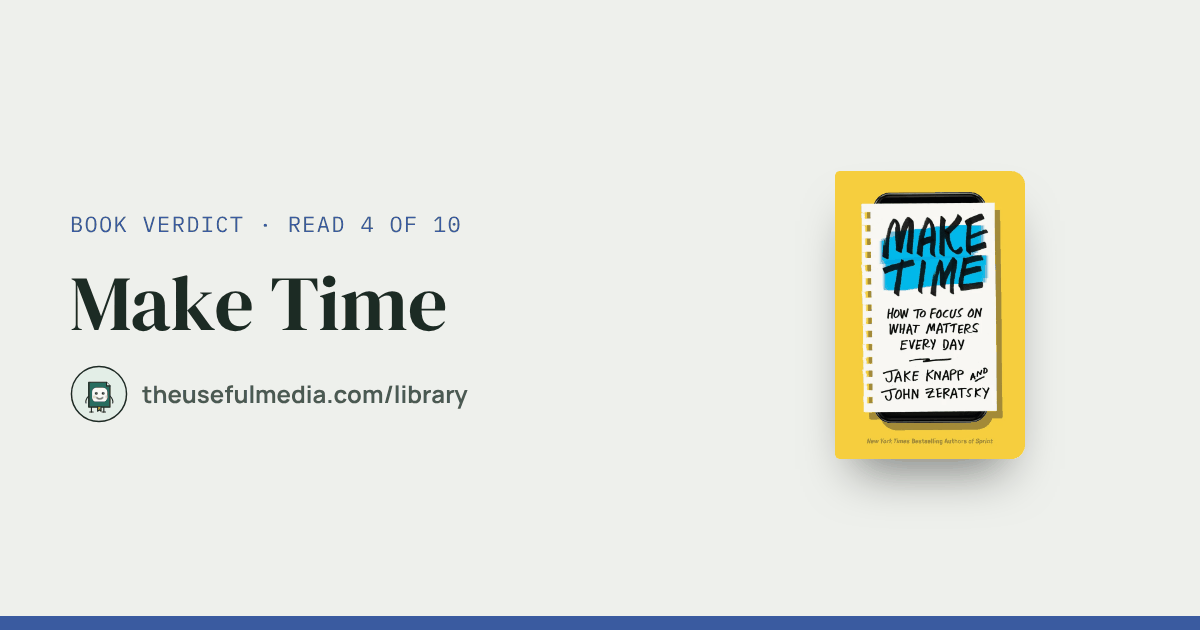 BOOK VERDICT · READ 4 OF 10
Make Time
theusefulmedia.com/library
MAKE
TIME
HOW TO FOCUS ON
WHAT MATTERS
EVERY DAY
JAKE KNAPP AND
JOHN ZERATSKY
New York Times Bestselling Authors of Sprint